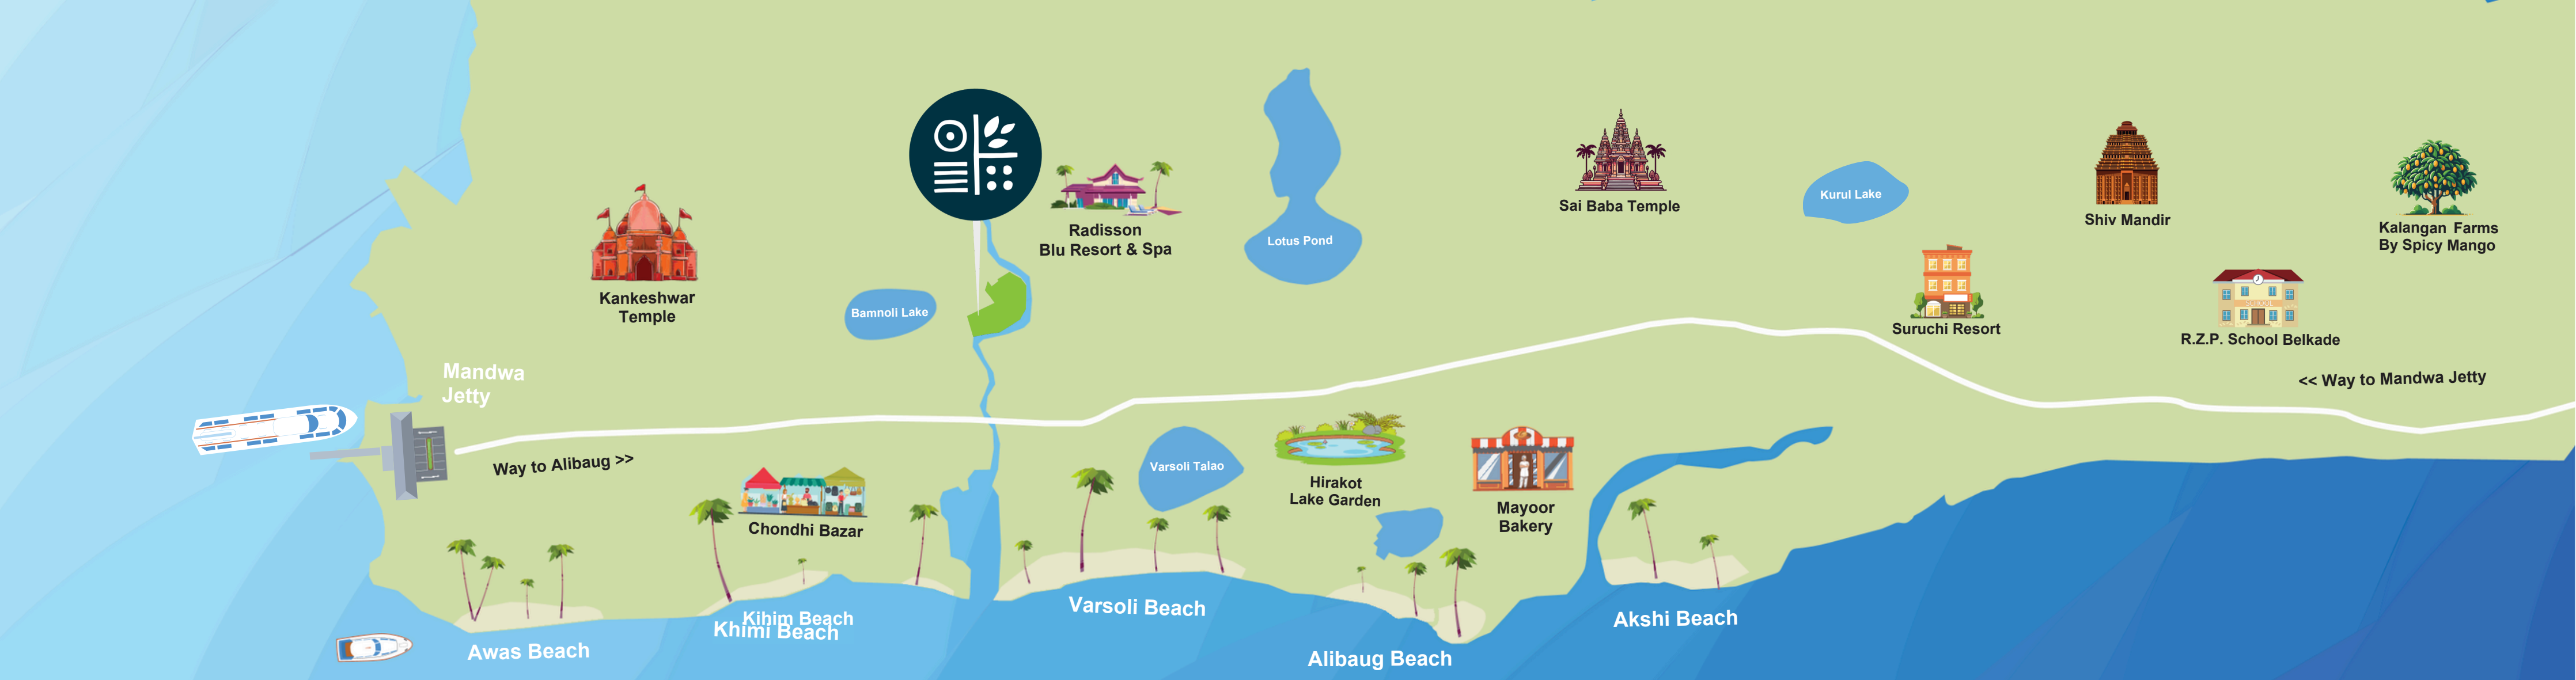 Kankeshwar
Temple
Bamnoli Lake
Radisson
Blu Resort & Spa
Lotus Pond
Sai Baba Temple
Kurul Lake
Suruchi Resort
Shiv Mandir
R.Z.P. School Belkade
Kalangan Farms
By Spicy Mango
<< Way to Mandwa Jetty
Mandwa
Jetty
Way to Alibaug >>
Chondhi Bazar
Varsoli Talao
Hirakot
Lake Garden
Mayoor
Bakery
Awas Beach
Kihim Beach
Khimi Beach
Varsoli Beach
Alibaug Beach
Akshi Beach